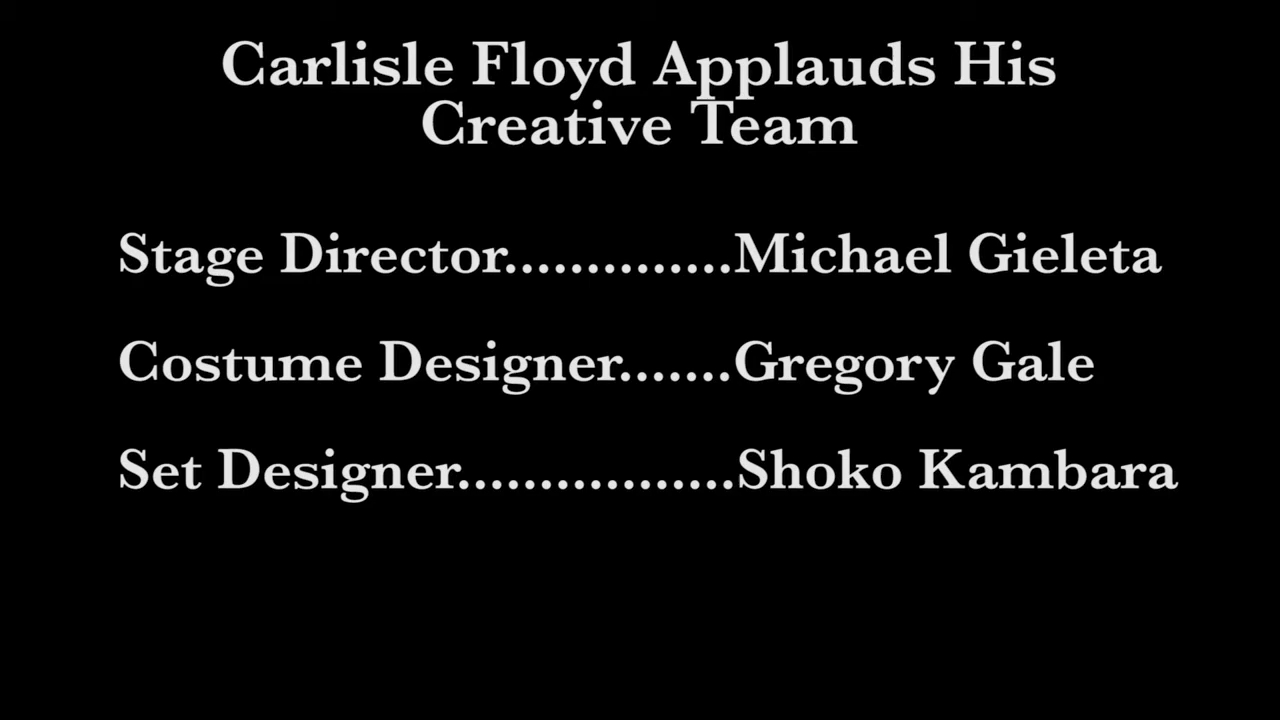 Carlisle Floyd Applauds His
Creative Team
Stage Director..............Michael Gieleta
Costume Designer.......Gregory Gale
Set Designer.................Shoko Kambara